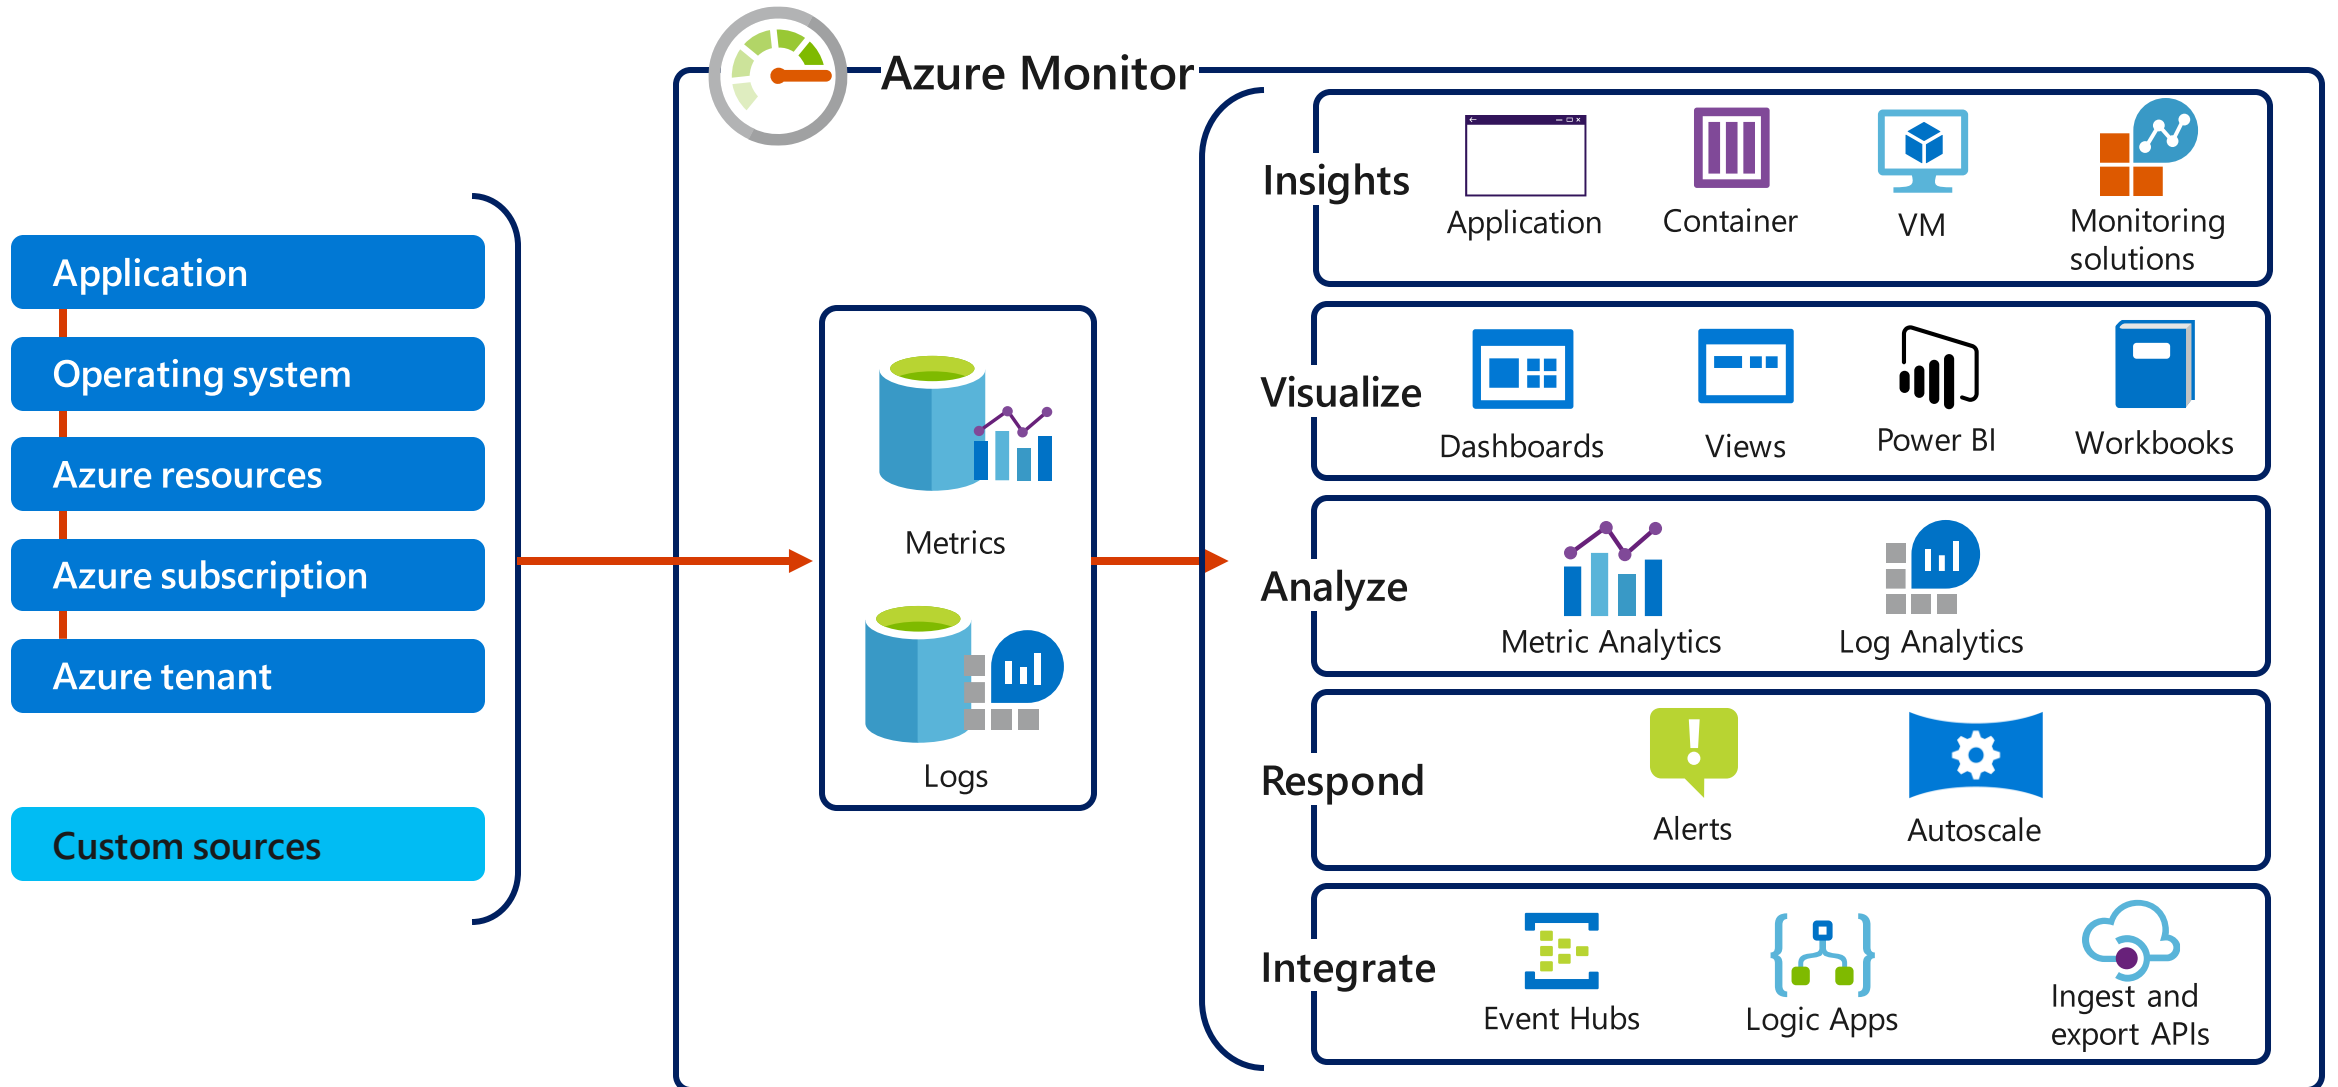 Azure Monitor
Application
Operating system
Azure resources
Azure subscription
Azure tenant
Custom sources
Metrics
Logs
Insights
Application
Container
VM
Monitoring
solutions
Visualize
Dashboards
Views
Power BI
Workbooks
Analyze
Metric Analytics
Log Analytics
Respond
Alerts
Autoscale
Integrate
Event Hubs
Logic Apps
Ingest and
export APIs